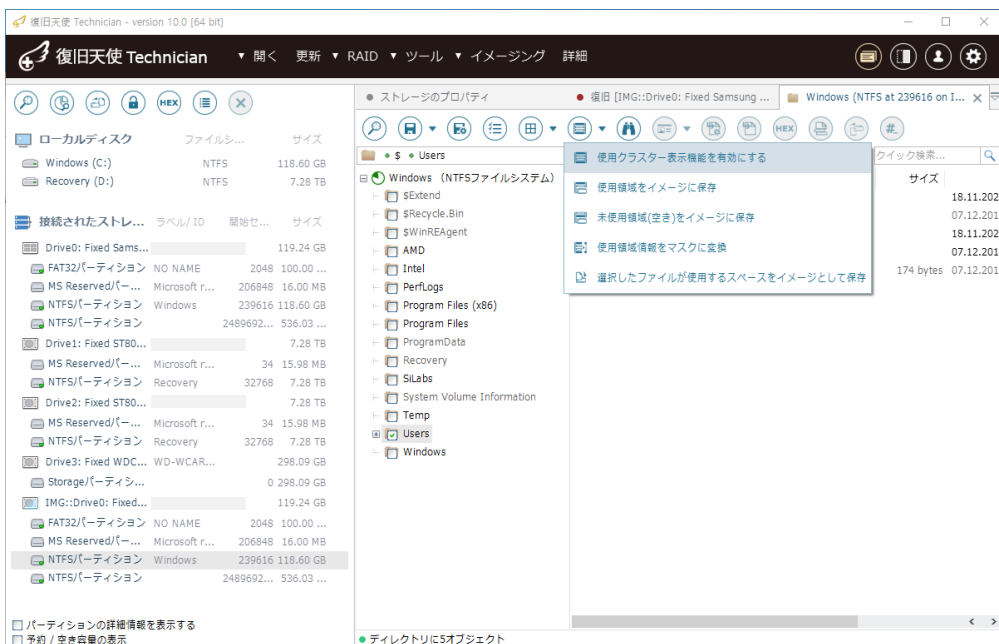 復旧天使 Technician - version 10.0 [64 bit]
復旧天使 Technician ▼ 開く 更新 ▼ RAID ▼ ツール ▼ イメージング 詳細
HEX
ローカルディスク ファイルシ... サイズ
Windows (C:) NTFS 118.60 GB
Recovery (D:) NTFS 7.28 TB
接続されたストレ... ラベル/ ID 開始セ... サイズ
Drive0: Fixed Sams... 119.24 GB
FAT32パーティション NO NAME 2048 100.00 ...
MS Reservedパー... Microsoft r... 206848 16.00 MB
NTFSパーティション Windows 239616 118.60 GB
NTFSパーティション 2489692... 536.03 ...
Drive1: Fixed ST80... 7.28 TB
MS Reservedパー... Microsoft r... 34 15.98 MB
NTFSパーティション Recovery 32768 7.28 TB
Drive2: Fixed ST80... 7.28 TB
MS Reservedパー... Microsoft r... 34 15.98 MB
NTFSパーティション Recovery 32768 7.28 TB
Drive3: Fixed WDC... WD-WCAR... 298.09 GB
Storageパーティシ... 0 298.09 GB
IMG::Drive0: Fixed... 119.24 GB
FAT32パーティション NO NAME 2048 100.00 ...
MS Reservedパー... Microsoft r... 206848 16.00 MB
NTFSパーティション Windows 239616 118.60 GB
NTFSパーティション 2489692... 536.03 ...
パーティションの詳細情報を表示する
予約 / 空き容量の表示
ストレージのプロパティ
復旧 [IMG::Drive0: Fixed Samsung ...
Windows (NTFS at 239616 on I...
HEX
#_
$ Users
クイック検索...
Windows (NTFSファイルシステム)
$Extend
$Recycle.Bin
$WinREAgent
AMD
Intel
PerfLogs
Program Files (x86)
Program Files
ProgramData
Recovery
SiLabs
System Volume Information
Temp
Users
Windows
使用クラスター表示機能を有効にする
使用領域をイメージに保存
未使用領域(空き)をイメージに保存
使用領域情報をマスクに変換
選択したファイルが使用するスペースをイメージとして保存
サイズ
18.11.202
07.12.201
18.11.202
07.12.201
174 bytes 07.12.201
ディレクトリに5オブジェクト